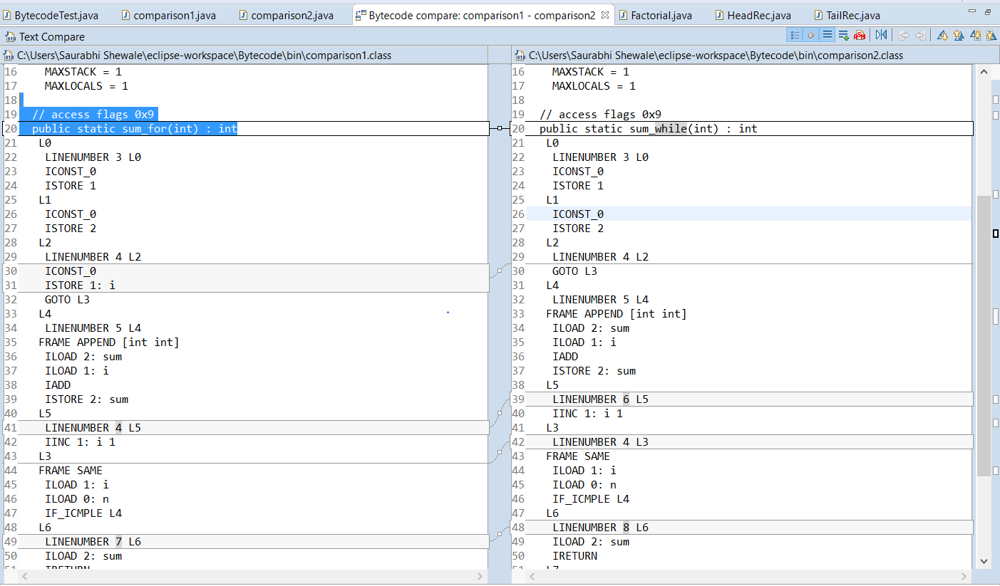 BytecodeTest.java comparison1.java comparison2.java Bytecode compare: comparison1 - comparison2 Factorial.java HeadRec.java TailRec.java
Text Compare
C:\Users\Saurabhi Shewale\eclipse-workspace\Bytecode\bin\comparison1.class
16 MAXSTACK = 1
17 MAXLOCALS = 1
18
19 // access flags 0x9
20 public static sum_for(int) : int
21 L0
22 LINENUMBER 3 L0
23 ICONST_0
24 ISTORE 1
25 L1
26 ICONST_0
27 ISTORE 2
28 L2
29 LINENUMBER 4 L2
30 ICONST_0
31 ISTORE 1: i
32 GOTO L3
33 L4
34 LINENUMBER 5 L4
35 FRAME APPEND [int int]
36 ILOAD 2: sum
37 ILOAD 1: i
38 IADD
39 ISTORE 2: sum
40 L5
41 LINENUMBER 4 L5
42 IINC 1: i 1
43 L3
44 FRAME SAME
45 ILOAD 1: i
46 ILOAD 0: n
47 IF_ICMPLE L4
48 L6
49 LINENUMBER 7 L6
50 ILOAD 2: sum
51 IRETURN
C:\Users\Saurabhi Shewale\eclipse-workspace\Bytecode\bin\comparison2.class
16 MAXSTACK = 1
17 MAXLOCALS = 1
18
19 // access flags 0x9
20 public static sum_while(int) : int
21 L0
22 LINENUMBER 3 L0
23 ICONST_0
24 ISTORE 1
25 L1
26 ICONST_0
27 ISTORE 2
28 L2
29 LINENUMBER 4 L2
30 GOTO L3
31 L4
32 LINENUMBER 5 L4
33 FRAME APPEND [int int]
34 ILOAD 2: sum
35 ILOAD 1: i
36 IADD
37 ISTORE 2: sum
38 L5
39 LINENUMBER 6 L5
40 IINC 1: i 1
41 L3
42 LINENUMBER 4 L3
43 FRAME SAME
44 ILOAD 1: i
45 ILOAD 0: n
46 IF_ICMPLE L4
47 L6
48 LINENUMBER 8 L6
49 ILOAD 2: sum
50 IRETURN
51 L7